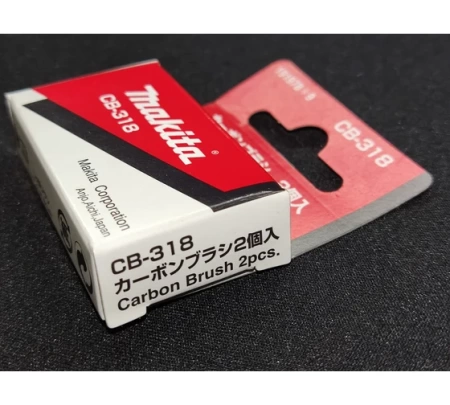 makita
CB-318
Makita Corporation
Anjo,Aichi,Japan
CB-318
カーボンブラシ2個入
Carbon Brush 2pcs.
CB-318